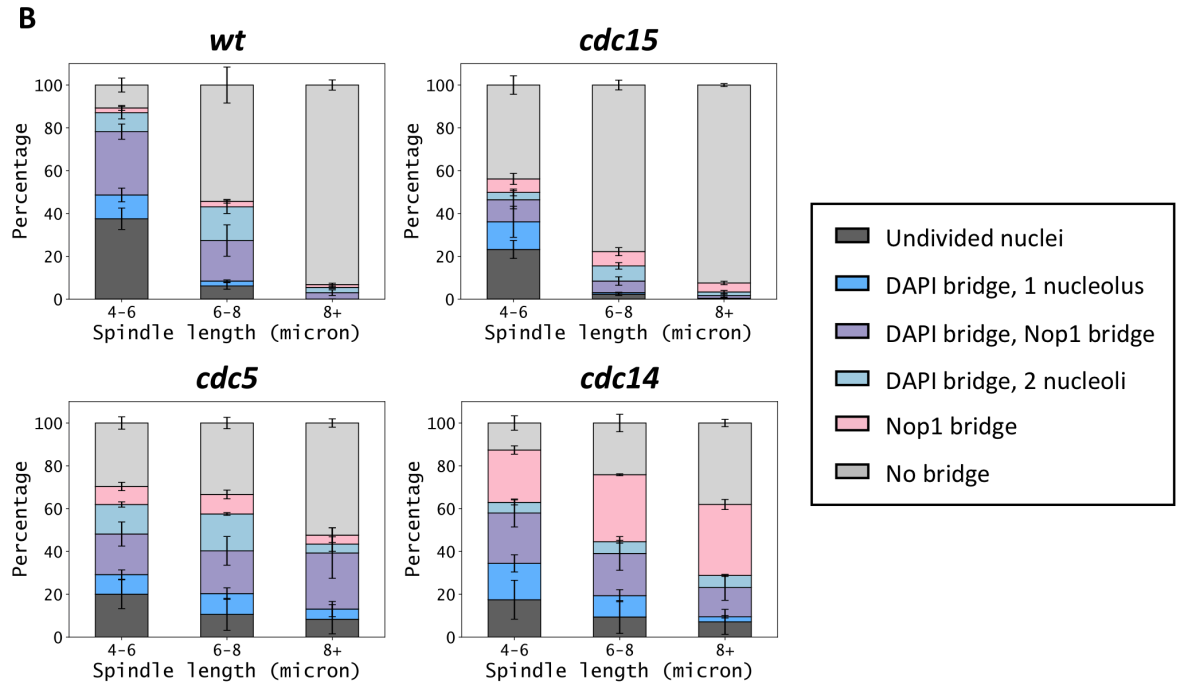 B
wt
cdc15
Percentage
100
80
60
40
20
0
4-6
6-8
8+
Spindle length (micron)
Percentage
100
80
60
40
20
0
4-6
6-8
8+
Spindle length (micron)
Undivided nuclei
DAPI bridge, 1 nucleolus
DAPI bridge, Nop1 bridge
DAPI bridge, 2 nucleoli
Nop1 bridge
No bridge
cdc5
cdc14
Percentage
100
80
60
40
20
0
4-6
6-8
8+
Spindle length (micron)
Percentage
100
80
60
40
20
0
4-6
6-8
8+
Spindle length (micron)